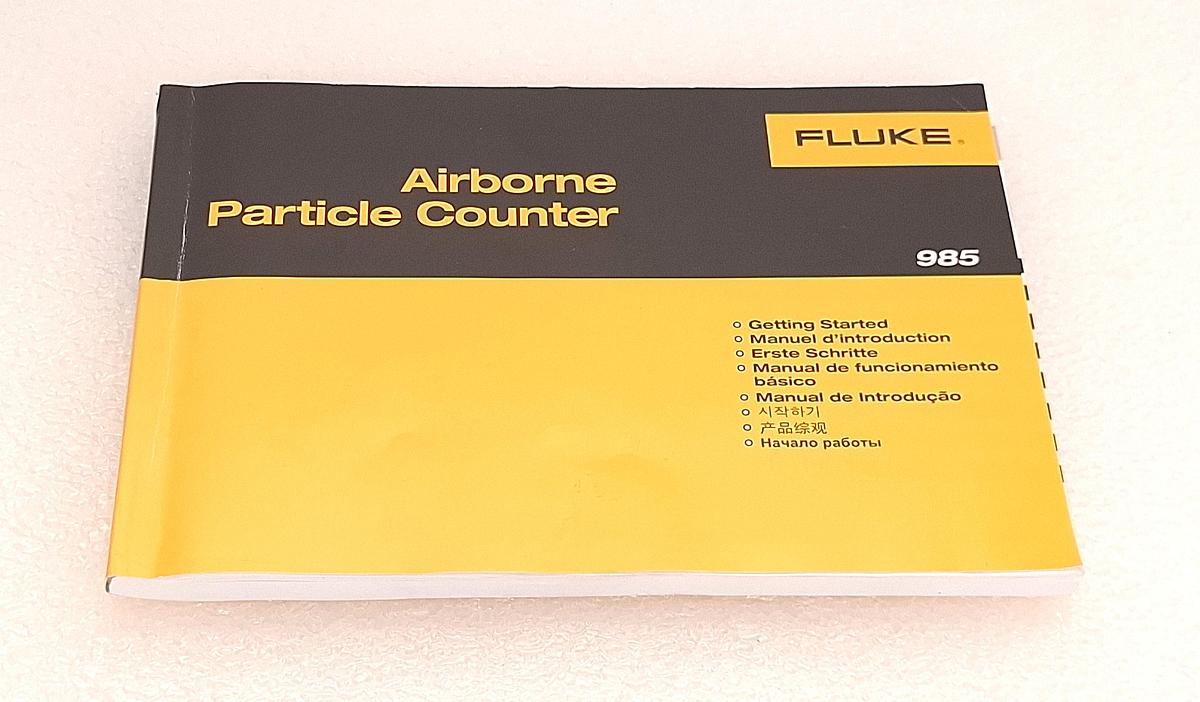 FLUKE®
Airborne
Particle Counter
985
Getting Started
Manuel d'introduction
Erste Schritte
Manual de funcionamiento
básico
Manual de Introdução
시작하기
产品综观
Начало работы